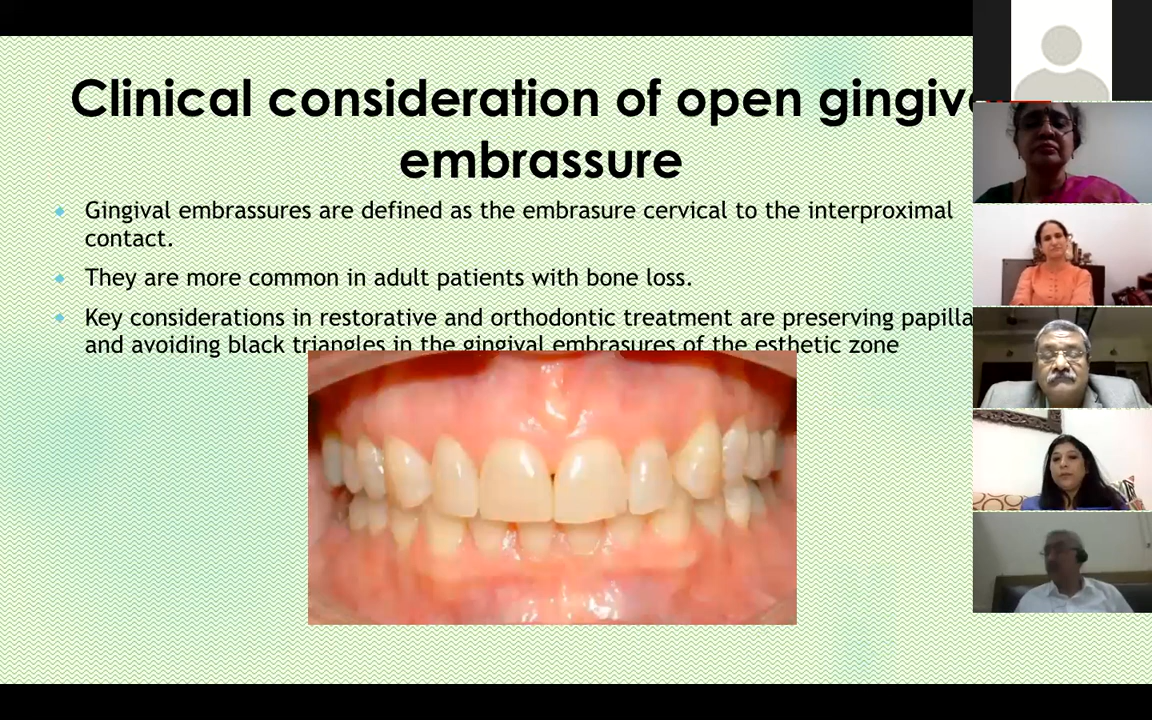 Clinical consideration of open gingiva
embrassure
Gingival embrassures are defined as the embrasure cervical to the interproximal
contact.
They are more common in adult patients with bone loss.
Key considerations in restorative and orthodontic treatment are preserving papilla
and avoiding black triangles in the gingival embrasures of the esthetic zone